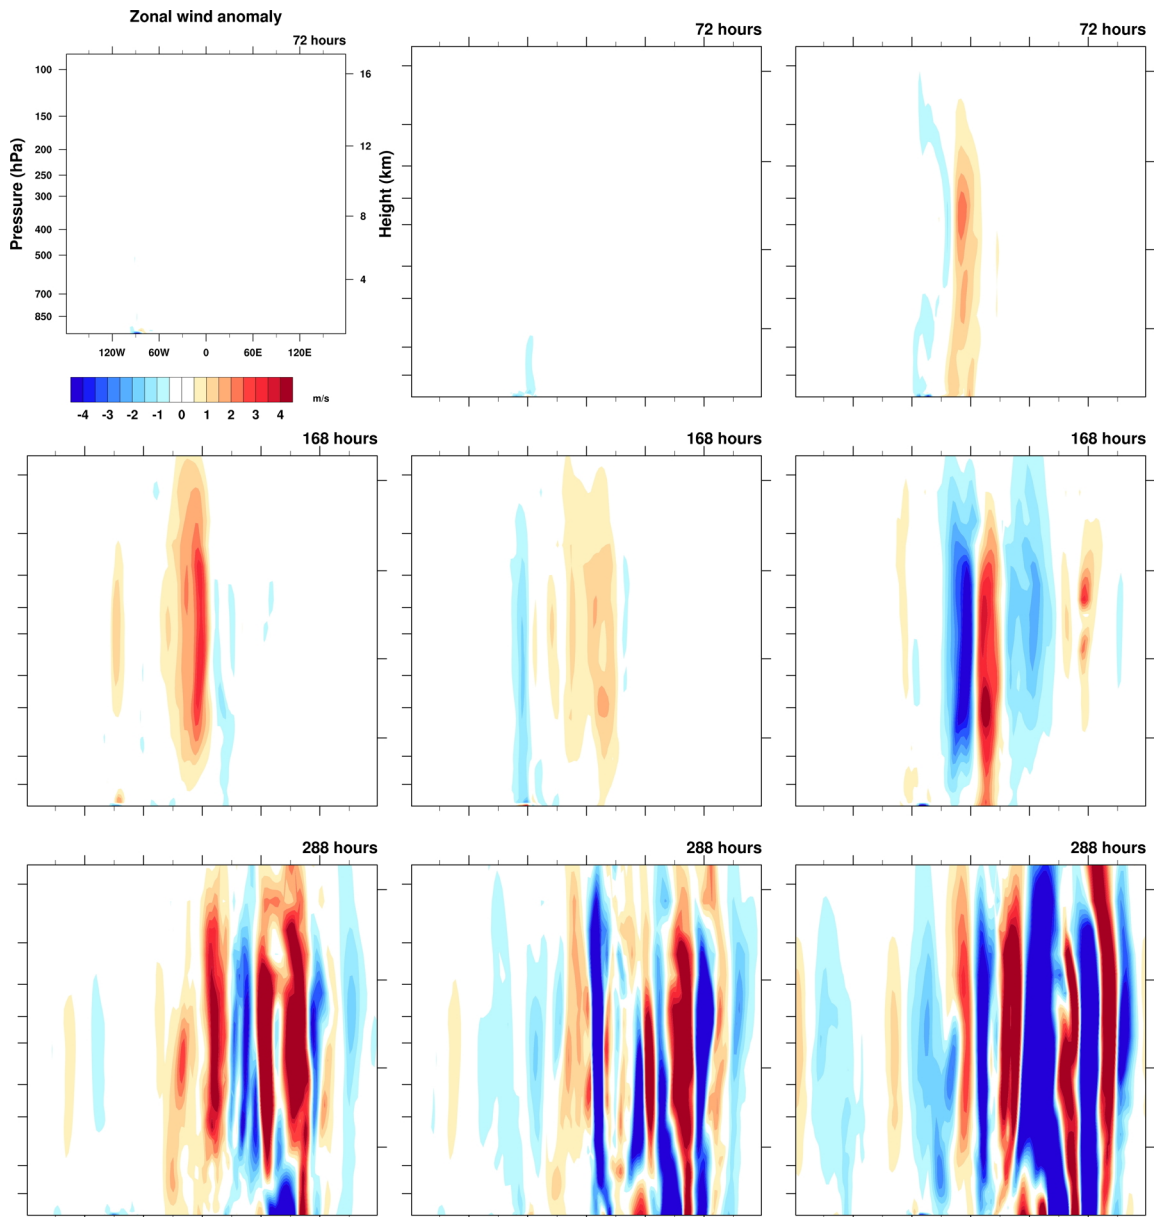 Zonal wind anomaly
72 hours
72 hours
72 hours
Pressure (hPa)
Height (km)
100
150
200
250
300
400
500
700
850
16
12
8
4
120W 60W 0 60E 120E
-4 -3 -2 -1 0 1 2 3 4
m/s
168 hours
168 hours
168 hours
288 hours
288 hours
288 hours